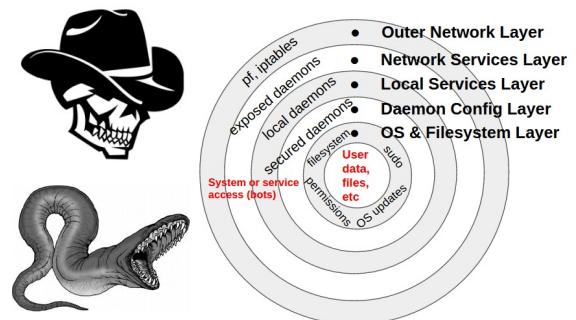 Outer Network Layer
Network Services Layer
Local Services Layer
Daemon Config Layer
OS & Filesystem Layer
pf, iptables
exposed daemons
local daemons
secured daemons
filesystem
sudo
permissions
OS updates
User
data,
files,
etc
System or service
access (bots)